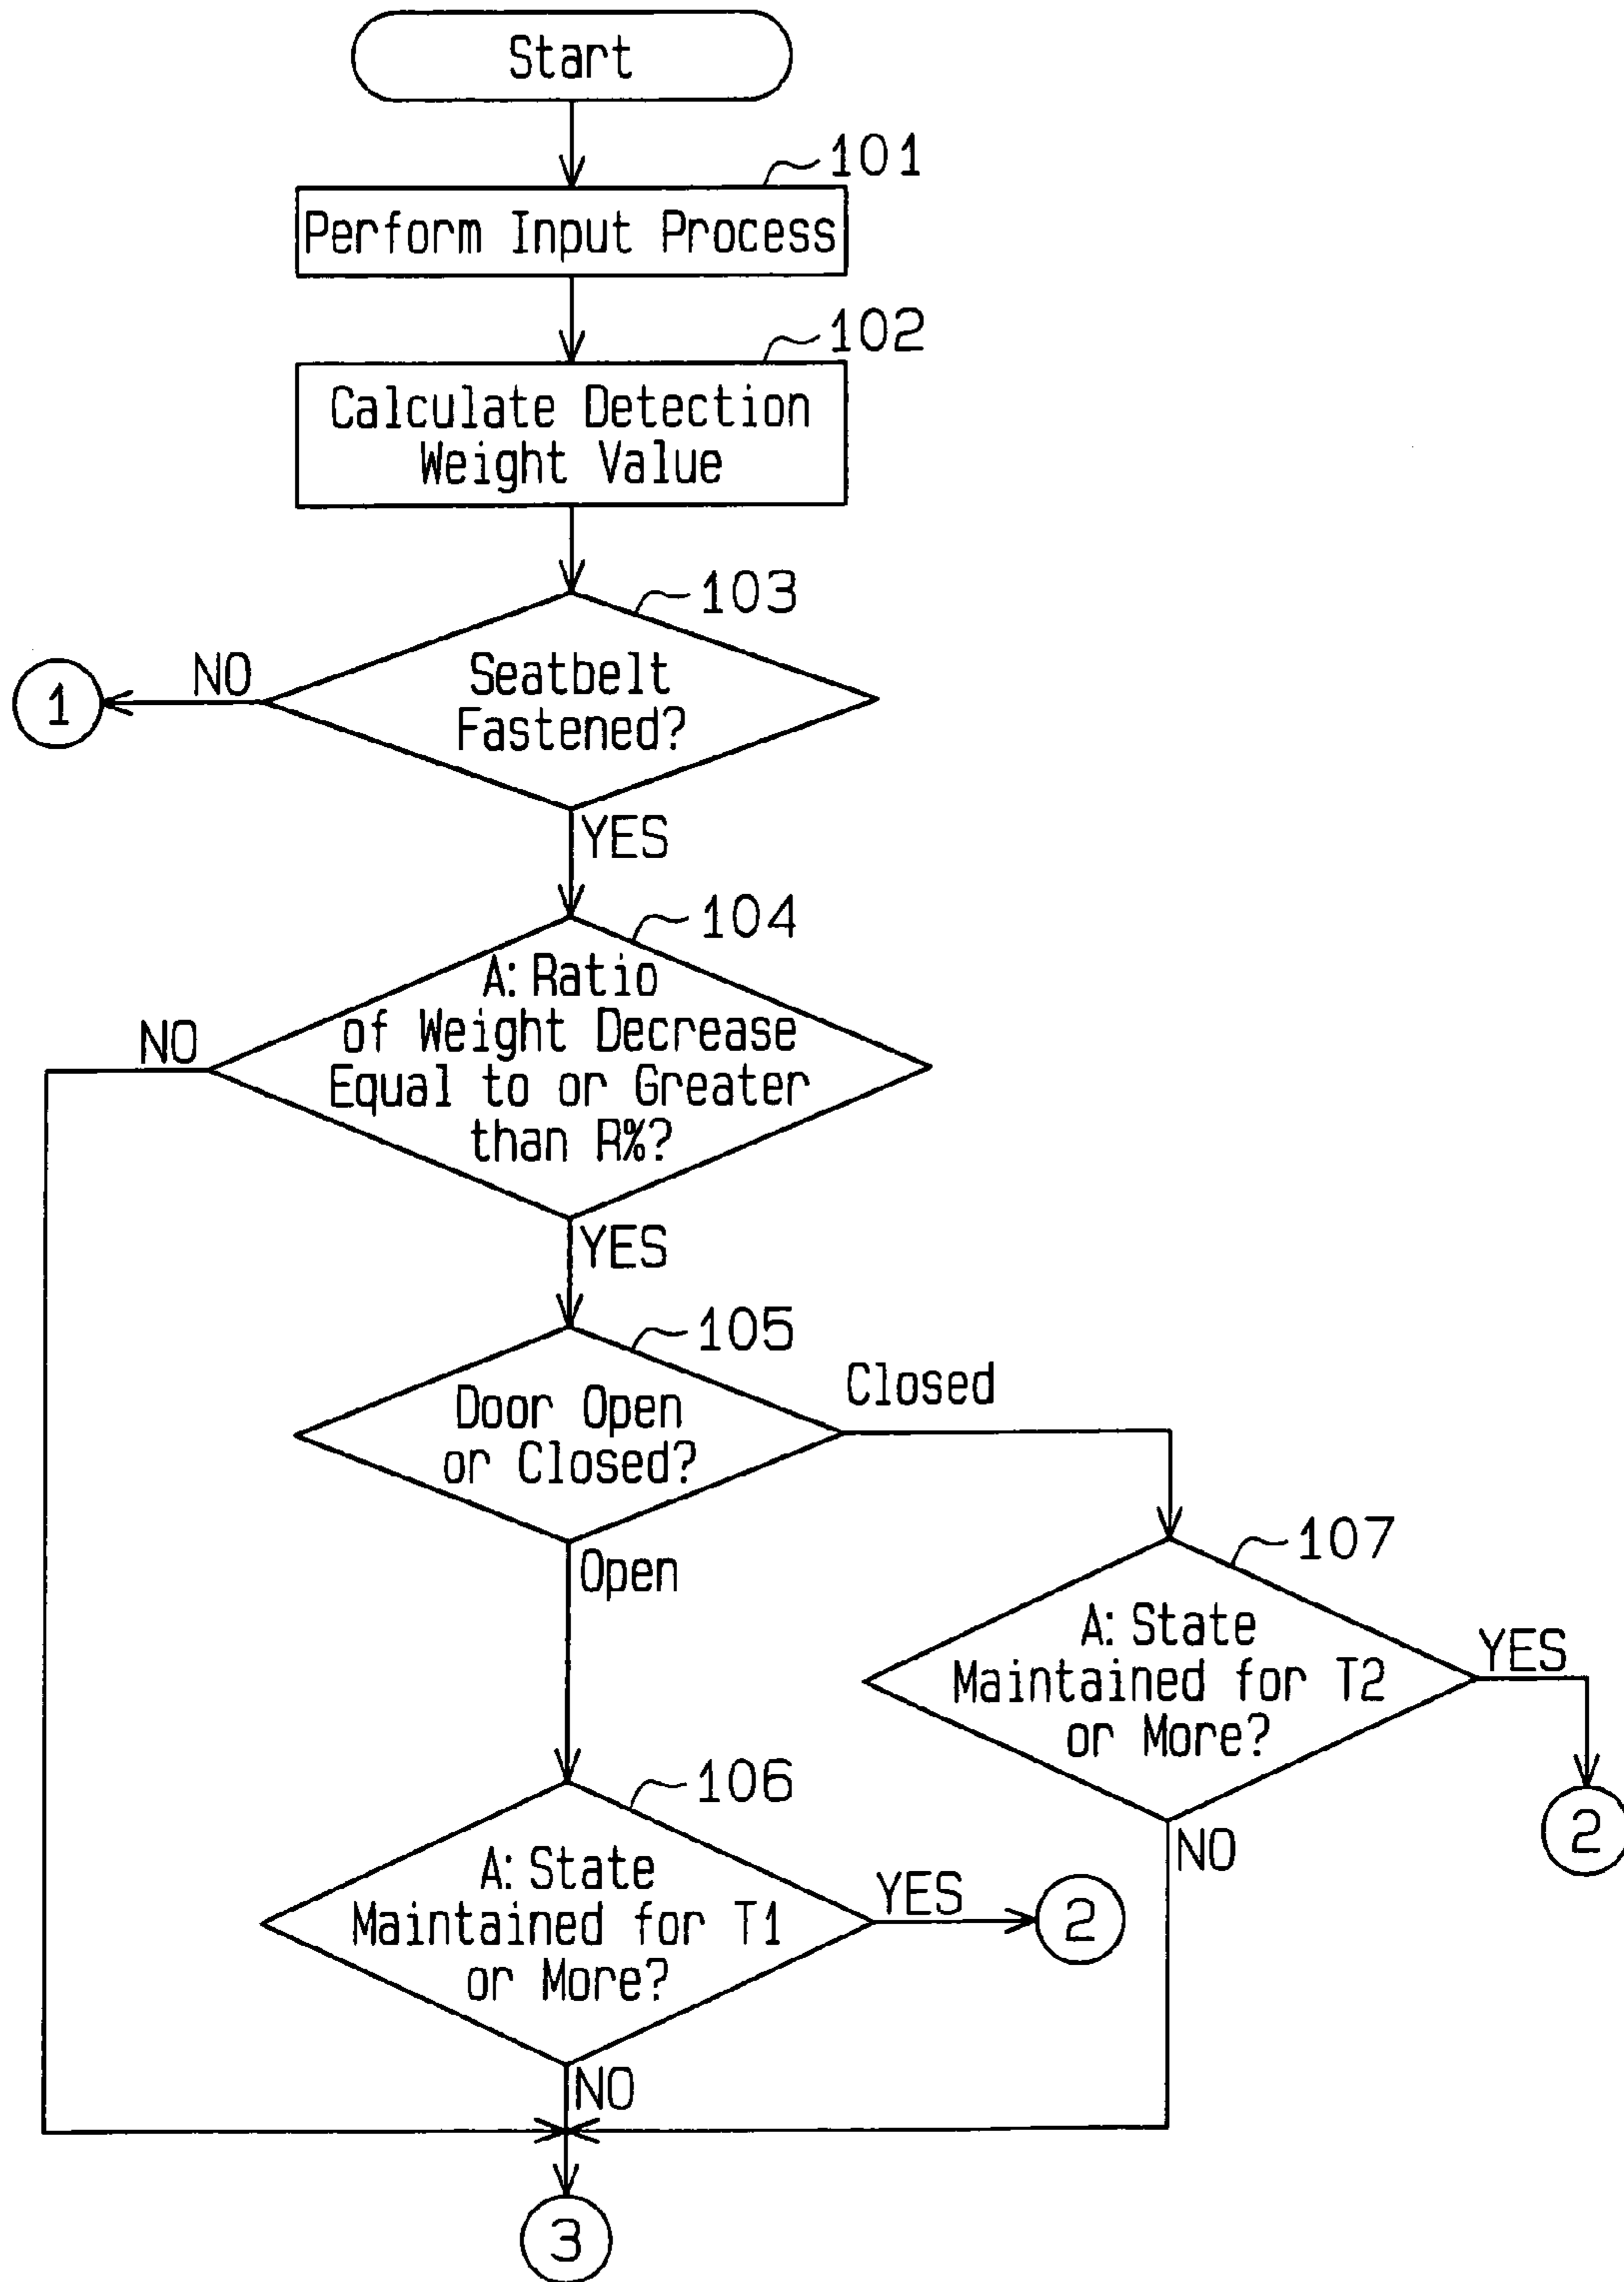 Start
101
Perform Input Process
102
Calculate Detection
Weight Value
103
Seatbelt
Fastened?
NO
1
YES
104
A: Ratio
of Weight Decrease
Equal to or Greater
than R%?
NO
YES
105
Door Open
or Closed?
Closed
Open
107
A: State
Maintained for T2
or More?
YES
2
NO
106
A: State
Maintained for T1
or More?
YES
2
NO
3